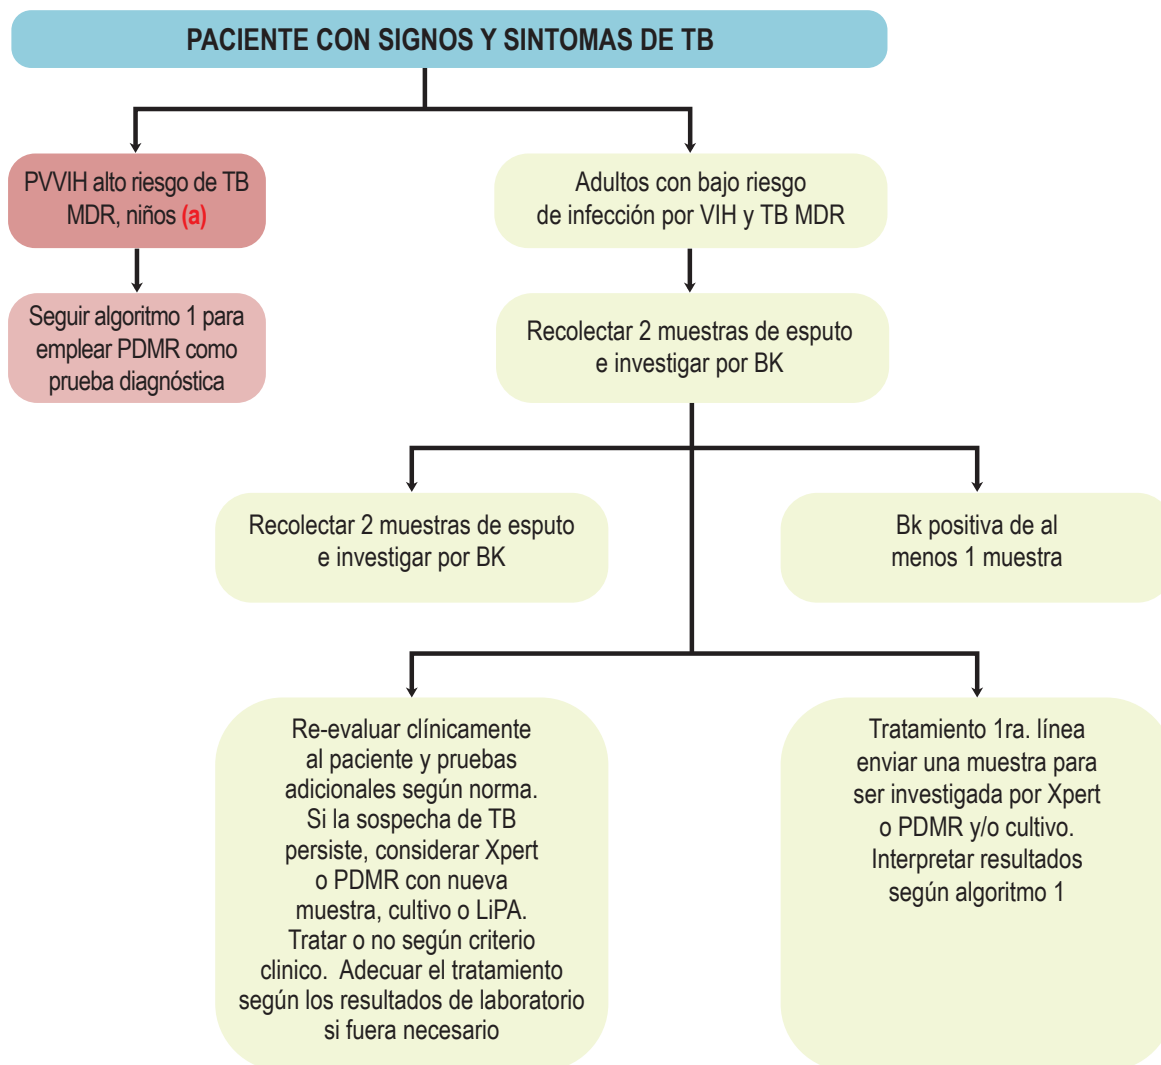 PACIENTE CON SIGNOS Y SINTOMAS DE TB
PVVIH alto riesgo de TB
MDR, niños (a)
Adultos con bajo riesgo
de infección por VIH y TB MDR
Seguir algoritmo 1 para
emplear PDMR como
prueba diagnóstica
Recolectar 2 muestras de esputo
e investigar por BK
Recolectar 2 muestras de esputo
e investigar por BK
Bk positiva de al
menos 1 muestra
Re-evaluar clínicamente
al paciente y pruebas
adicionales según norma.
Si la sospecha de TB
persiste, considerar Xpert
o PDMR con nueva
muestra, cultivo o LiPA.
Tratar o no según criterio
clinico. Adecuar el tratamiento
según los resultados de laboratorio
si fuera necesario
Tratamiento 1ra. línea
enviar una muestra para
ser investigada por Xpert
o PDMR y/o cultivo.
Interpretar resultados
según algoritmo 1